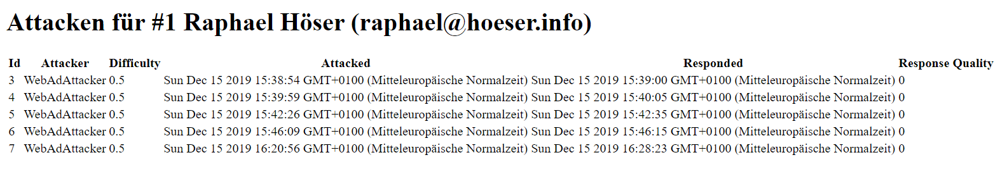 Attacken für #1 Raphael Höser (raphael@hoeser.info)
Id Attacker Difficulty Attacked Responded Response Quality
3 WebAdAttacker 0.5 Sun Dec 15 2019 15:38:54 GMT+0100 (Mitteleuropäische Normalzeit) Sun Dec 15 2019 15:39:00 GMT+0100 (Mitteleuropäische Normalzeit) 0
4 WebAdAttacker 0.5 Sun Dec 15 2019 15:39:59 GMT+0100 (Mitteleuropäische Normalzeit) Sun Dec 15 2019 15:40:05 GMT+0100 (Mitteleuropäische Normalzeit) 0
5 WebAdAttacker 0.5 Sun Dec 15 2019 15:42:26 GMT+0100 (Mitteleuropäische Normalzeit) Sun Dec 15 2019 15:42:35 GMT+0100 (Mitteleuropäische Normalzeit) 0
6 WebAdAttacker 0.5 Sun Dec 15 2019 15:46:09 GMT+0100 (Mitteleuropäische Normalzeit) Sun Dec 15 2019 15:46:15 GMT+0100 (Mitteleuropäische Normalzeit) 0
7 WebAdAttacker 0.5 Sun Dec 15 2019 16:20:56 GMT+0100 (Mitteleuropäische Normalzeit) Sun Dec 15 2019 16:28:23 GMT+0100 (Mitteleuropäische Normalzeit) 0